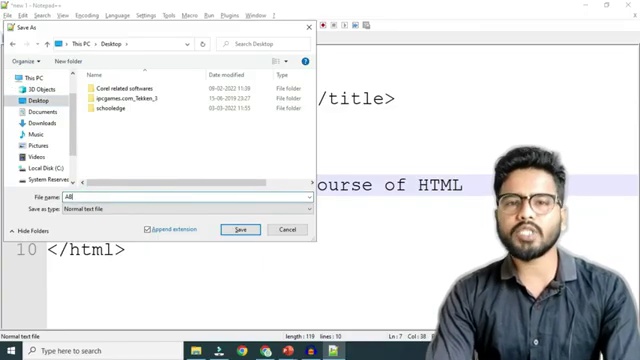 *new 1 - Notepad++
File Edit Search View Encoding Language Settings Tools Macro Run Plugins Window ?
Save As
This PC > Desktop >
Search Desktop
Organize
New folder
Name
Date modified
Type
This PC
3D Objects
Desktop
Documents
Downloads
Music
Pictures
Videos
Local Disk (C:)
System Reserved
Corel related softwares 09-02-2022 11:39 File folder
ipcgames.com_Tekken_3 15-06-2019 23:27 File folder
schooledge 03-03-2022 11:55 File folder
File name: AB
Save as type: Normal text file
Hide Folders
Append extension
Save
Cancel
/title>
ourse of HTML
10 </html>
Normal text file
length : 119 lines : 10
Ln : 7 Col : 38
Type here to search